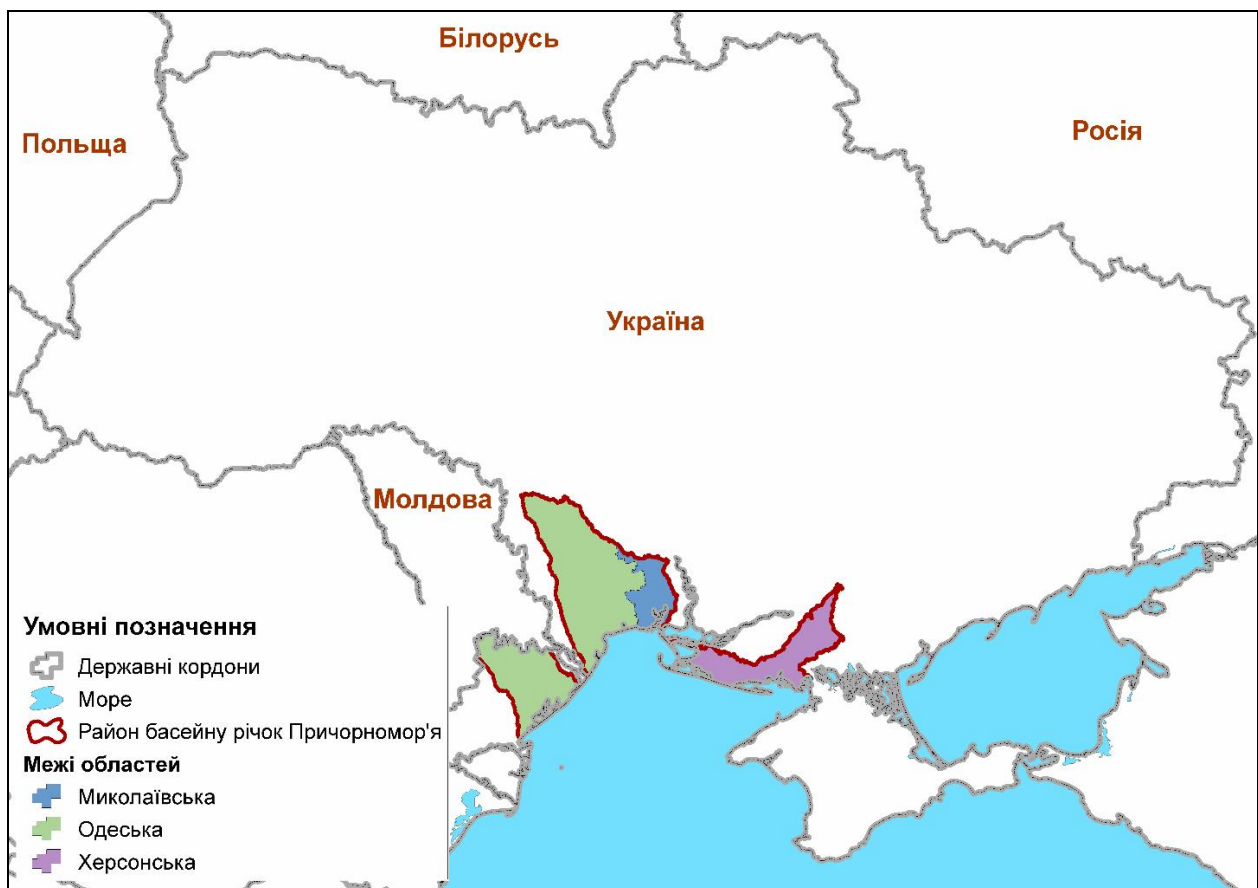 Білорусь
Польща
Росія
Україна
Молдова
Умовні позначення
Державні кордони
Море
Район басейну річок Причорномор'я
Межі областей
Миколаївська
Одеська
Херсонська